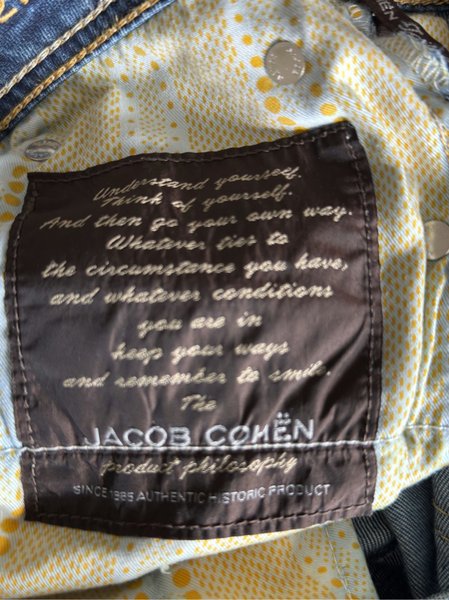 Understand yourself.
Think of yourself.
And then go your own way.
Whatever ties to
the circumstance you have,
and whatever conditions
you are in
keep your ways
and remember to smile.
The
JACOB COHËN
product philosophy
SINCE 1985 AUTHENTIC HISTORIC PRODUCT